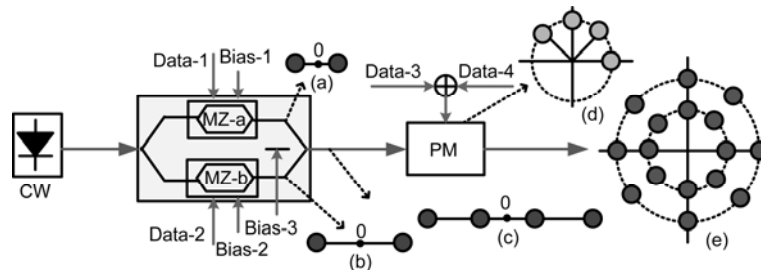 Data-1
Bias-1
0
(a)
MZ-a
CW
MZ-b
Data-2
Bias-2
Bias-3
0
(b)
Data-3
Data-4
PM
(d)
0
(c)
(e)